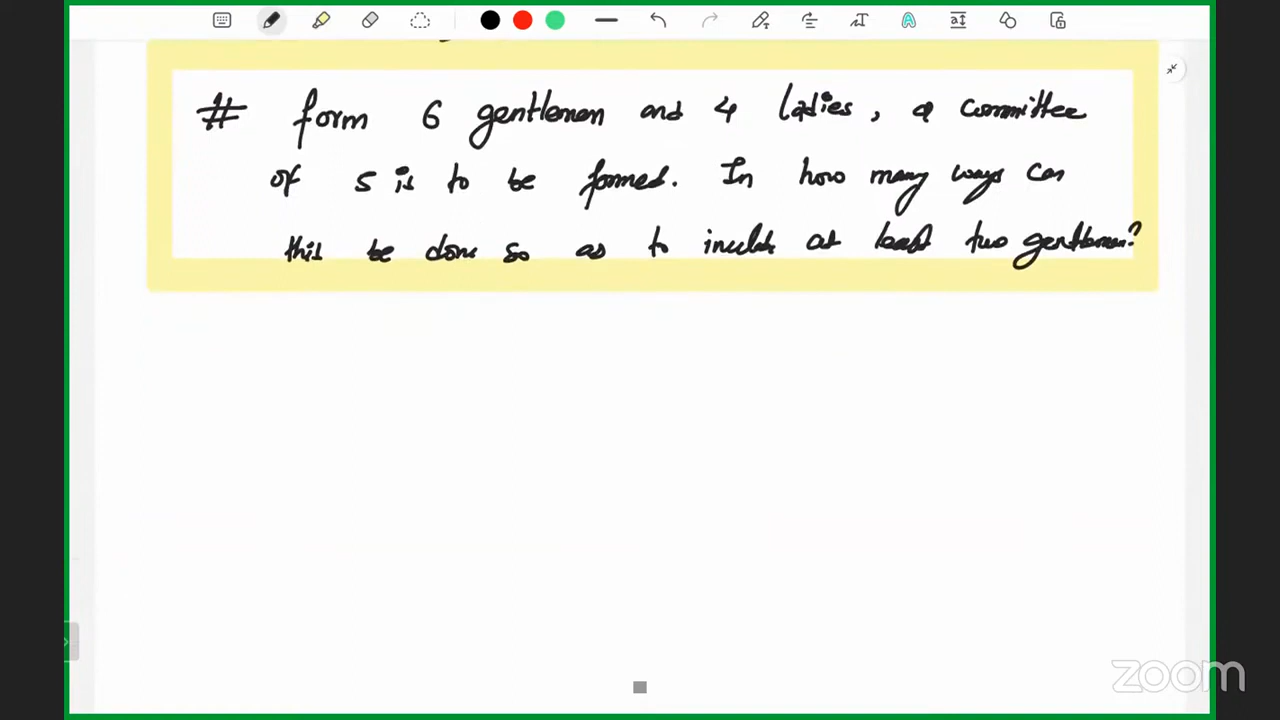 # form 6 gentlemen and 4 ladies, a committee
of 5 is to be formed. In how many ways can
this be done so as to include at least two gentlemen?
zoom